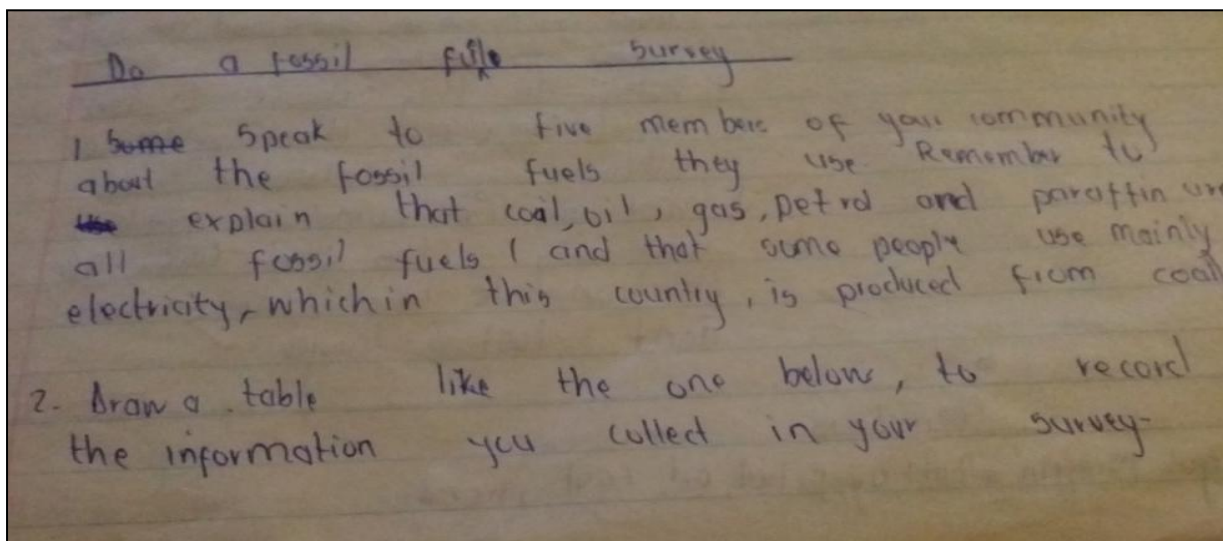 Do a fossil fule survey
1 Some Speak to five members of your community
about the fossil fuels they use Remember to
explain that coal, oil, gas, petrol and paraffin are
all fossil fuels ( and that some people use mainly
electricity, which in this country, is produced from coal
2. Draw a table like the one below, to record
the information you collect in your survey-